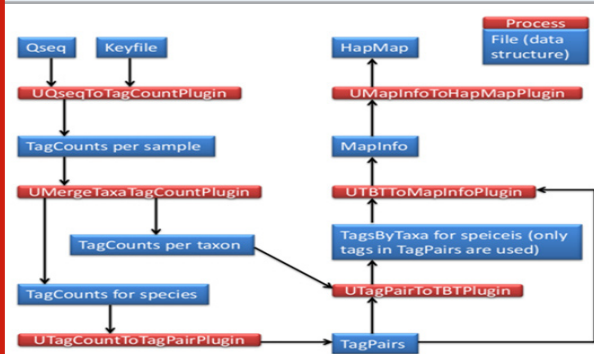 Process
File (data
structure)
Qseq
Keyfile
UQseqToTagCountPlugin
TagCounts per sample
UMergeTaxaTagCountPlugin
TagCounts per taxon
TagCounts for species
UTagCountToTagPairPlugin
HapMap
UMapInfoToHapMapPlugin
MapInfo
UTBTToMapInfoPlugin
TagsByTaxa for speiceis (only
tags in TagPairs are used)
UTagPairToTBTPlugin
TagPairs